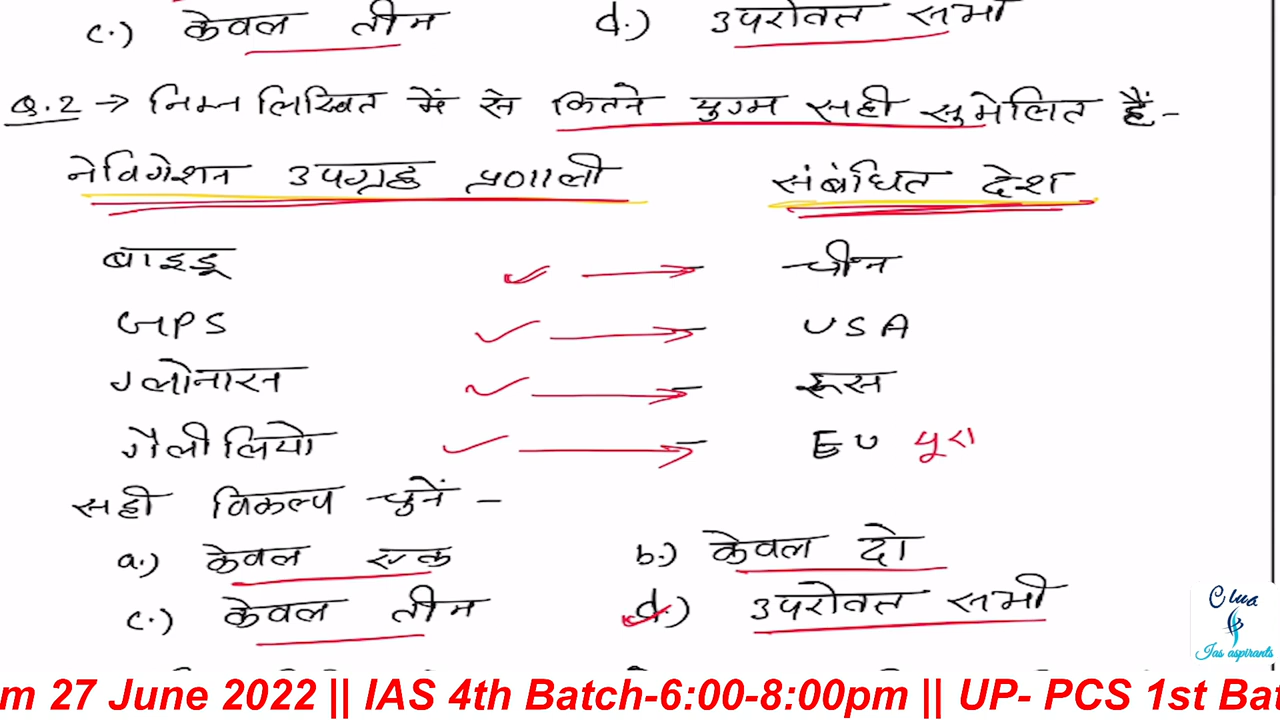 c.) केवल तीन d.) उपरोक्त सभी
Q.2 → निम्न लिखित में से कितने युग्म सही सुमेलित हैं-
नेविगेशन उपग्रह प्रणाली संबंधित देश
बाइडू → चीन
GPS → USA
ग्लोनास → रूस
गैलीलियो → EU यूरो
सही विकल्प चुनें -
a.) केवल एक b.) केवल दो
c.) केवल तीन d.) उपरोक्त सभी
Clue
Ias aspirants
m 27 June 2022 || IAS 4th Batch-6:00-8:00pm || UP- PCS 1st Bat